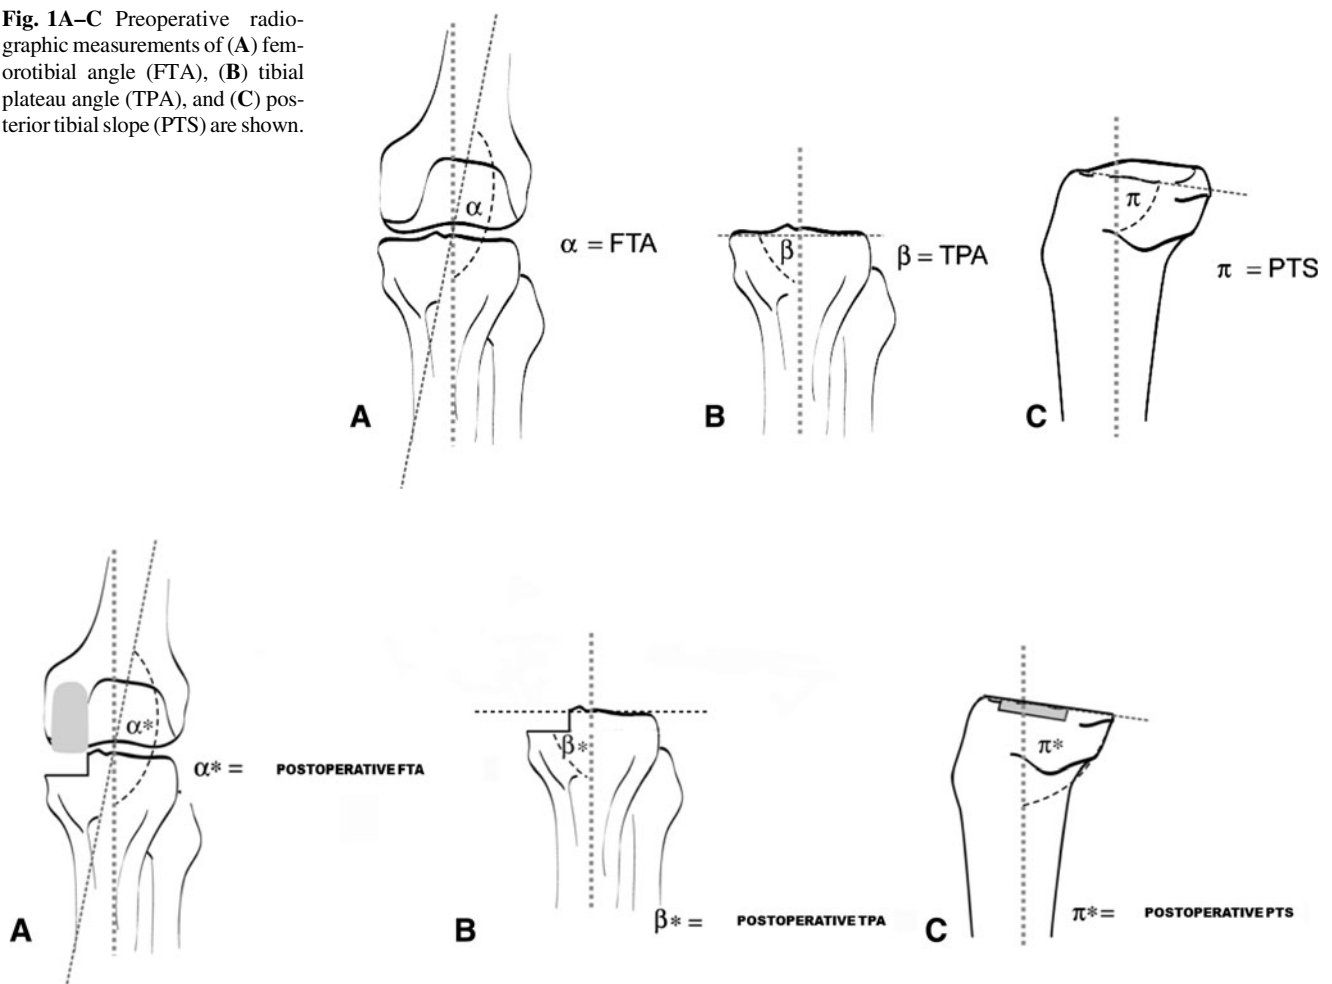 Fig. 1A–C Preoperative radio-
graphic measurements of (A) fem-
orotibial angle (FTA), (B) tibial
plateau angle (TPA), and (C) pos-
terior tibial slope (PTS) are shown.
α
α = FTA
A
β
β = TPA
B
π
π = PTS
C
α*
α* = POSTOPERATIVE FTA
A
β*
β* = POSTOPERATIVE TPA
B
π*
π* = POSTOPERATIVE PTS
C